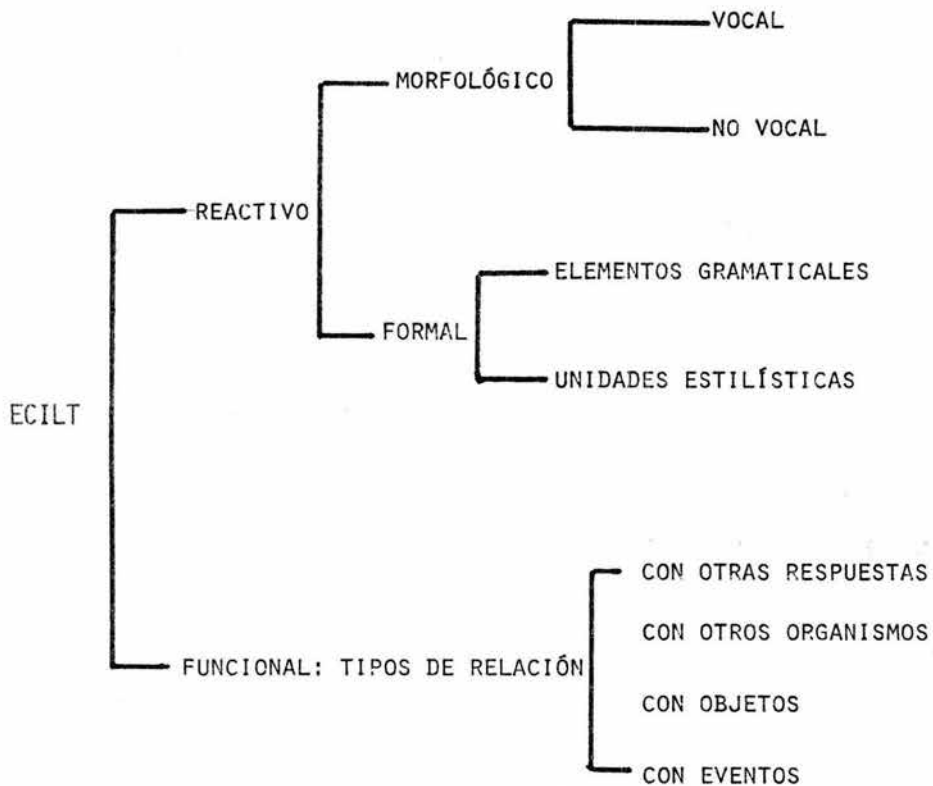 VOCAL
MORFOLÓGICO
NO VOCAL
REACTIVO
ELEMENTOS GRAMATICALES
FORMAL
UNIDADES ESTILÍSTICAS
ECILT
CON OTRAS RESPUESTAS
CON OTROS ORGANISMOS
FUNCIONAL: TIPOS DE RELACIÓN
CON OBJETOS
CON EVENTOS